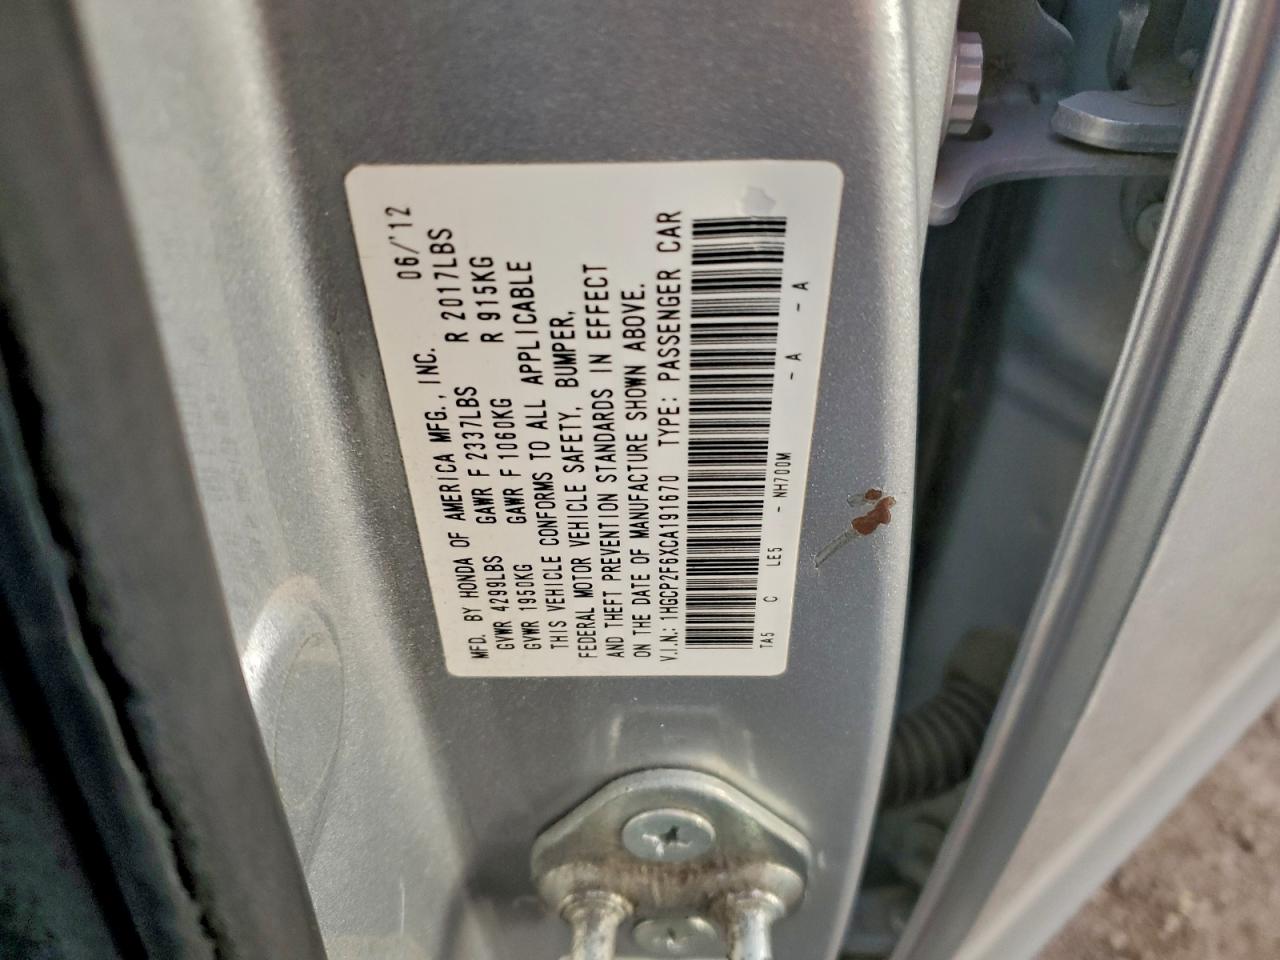 MFD. BY HONDA OF AMERICA MFG., INC. 06/'12
GVWR 4299LBS GAWR F 2337LBS R 2017LBS
GVWR 1950KG GAWR F 1060KG R 915KG
THIS VEHICLE CONFORMS TO ALL APPLICABLE
FEDERAL MOTOR VEHICLE SAFETY, BUMPER,
AND THEFT PREVENTION STANDARDS IN EFFECT
ON THE DATE OF MANUFACTURE SHOWN ABOVE.
V.I.N.: 1HGCP2F6XCA191670 TYPE: PASSENGER CAR
TA5 C LE5 - NH700M - A - A